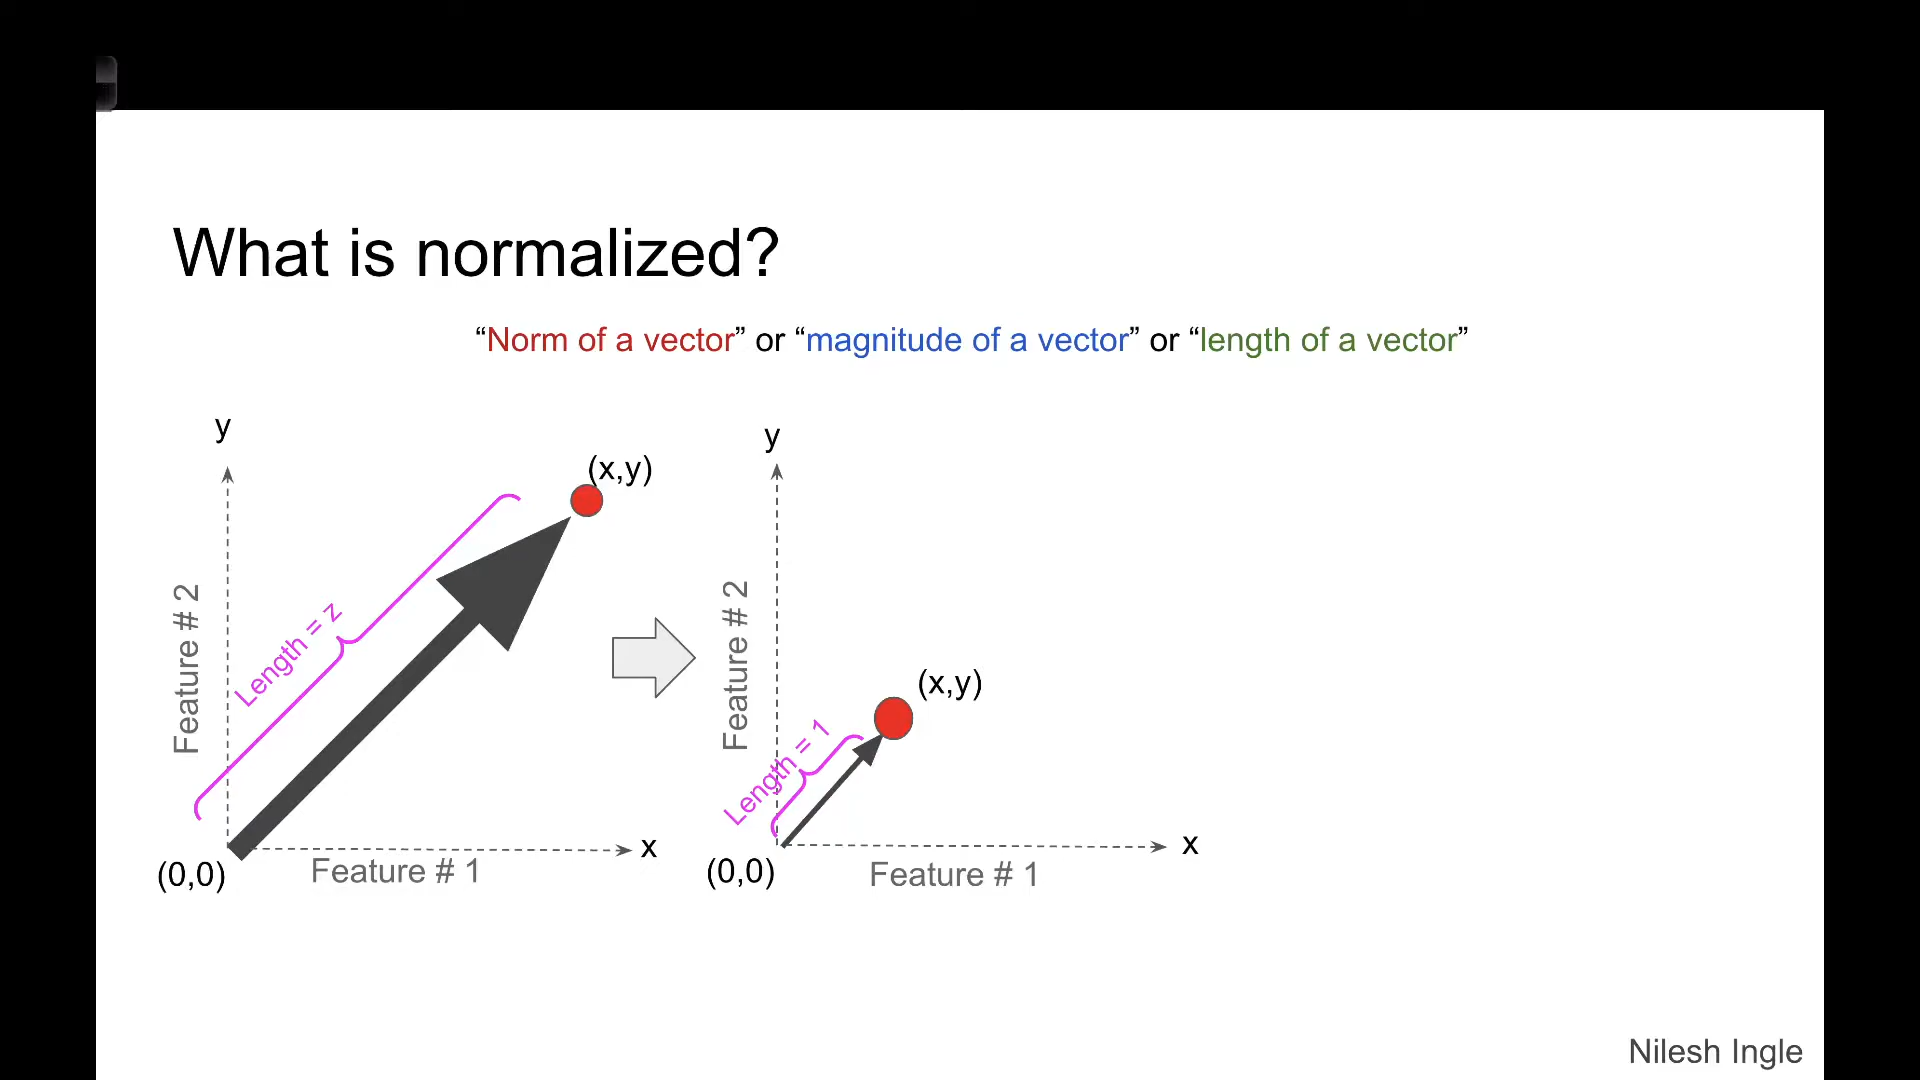 What is normalized?
“Norm of a vector” or “magnitude of a vector” or “length of a vector”
y
(x,y)
Feature # 2
Length = z
(0,0)
Feature # 1
x
y
(x,y)
Feature # 2
Length = 1
(0,0)
Feature # 1
x
Nilesh Ingle